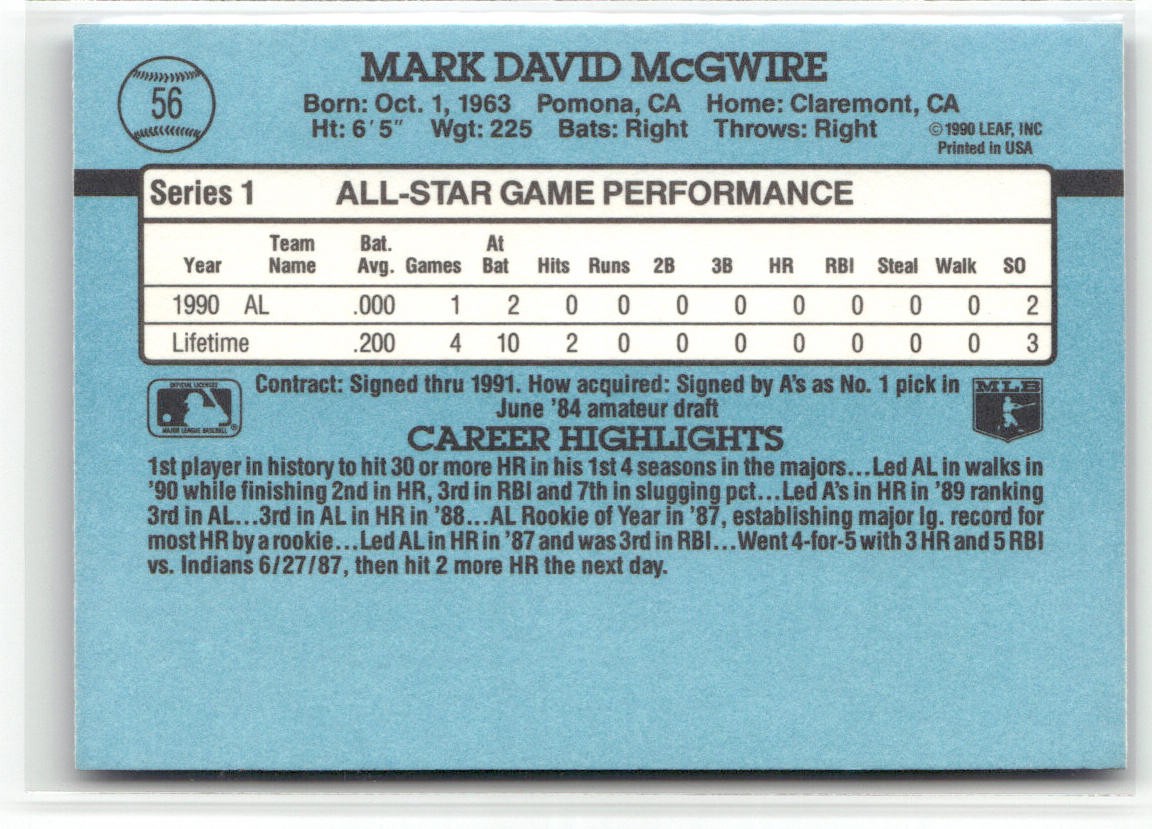 56
MARK DAVID McGWIRE
Born: Oct. 1, 1963 Pomona, CA Home: Claremont, CA
Ht: 6′5″ Wgt: 225 Bats: Right Throws: Right
©1990 LEAF, INC
Printed in USA
Series 1 ALL-STAR GAME PERFORMANCE
Year Team Name Bat. Avg. Games At Bat Hits Runs 2B 3B HR RBI Steal Walk SO
1990 AL .000 1 2 0 0 0 0 0 0 0 0 2
Lifetime .200 4 10 2 0 0 0 0 0 0 0 3
OFFICIAL LICENSEE
MAJOR LEAGUE BASEBALL®
Contract: Signed thru 1991. How acquired: Signed by A's as No. 1 pick in
June '84 amateur draft
MLB
CAREER HIGHLIGHTS
1st player in history to hit 30 or more HR in his 1st 4 seasons in the majors...Led AL in walks in
'90 while finishing 2nd in HR, 3rd in RBI and 7th in slugging pct...Led A's in HR in '89 ranking
3rd in AL...3rd in AL in HR in '88...AL Rookie of Year in '87, establishing major lg. record for
most HR by a rookie...Led AL in HR in '87 and was 3rd in RBI...Went 4-for-5 with 3 HR and 5 RBI
vs. Indians 6/27/87, then hit 2 more HR the next day.